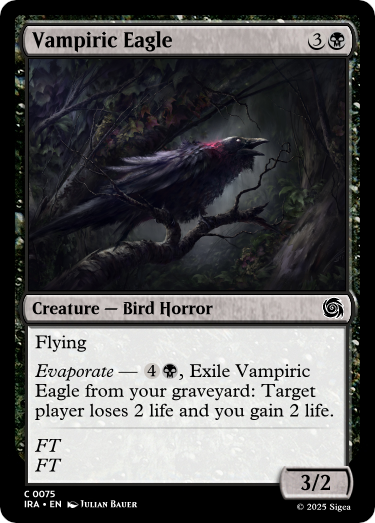 Vampiric Eagle 3
Creature — Bird Horror
Flying
Evaporate — 4, Exile Vampiric
Eagle from your graveyard: Target
player loses 2 life and you gain 2 life.
FT
FT
3/2
C 0075
IRA • EN Julian Bauer
© 2025 Sigea